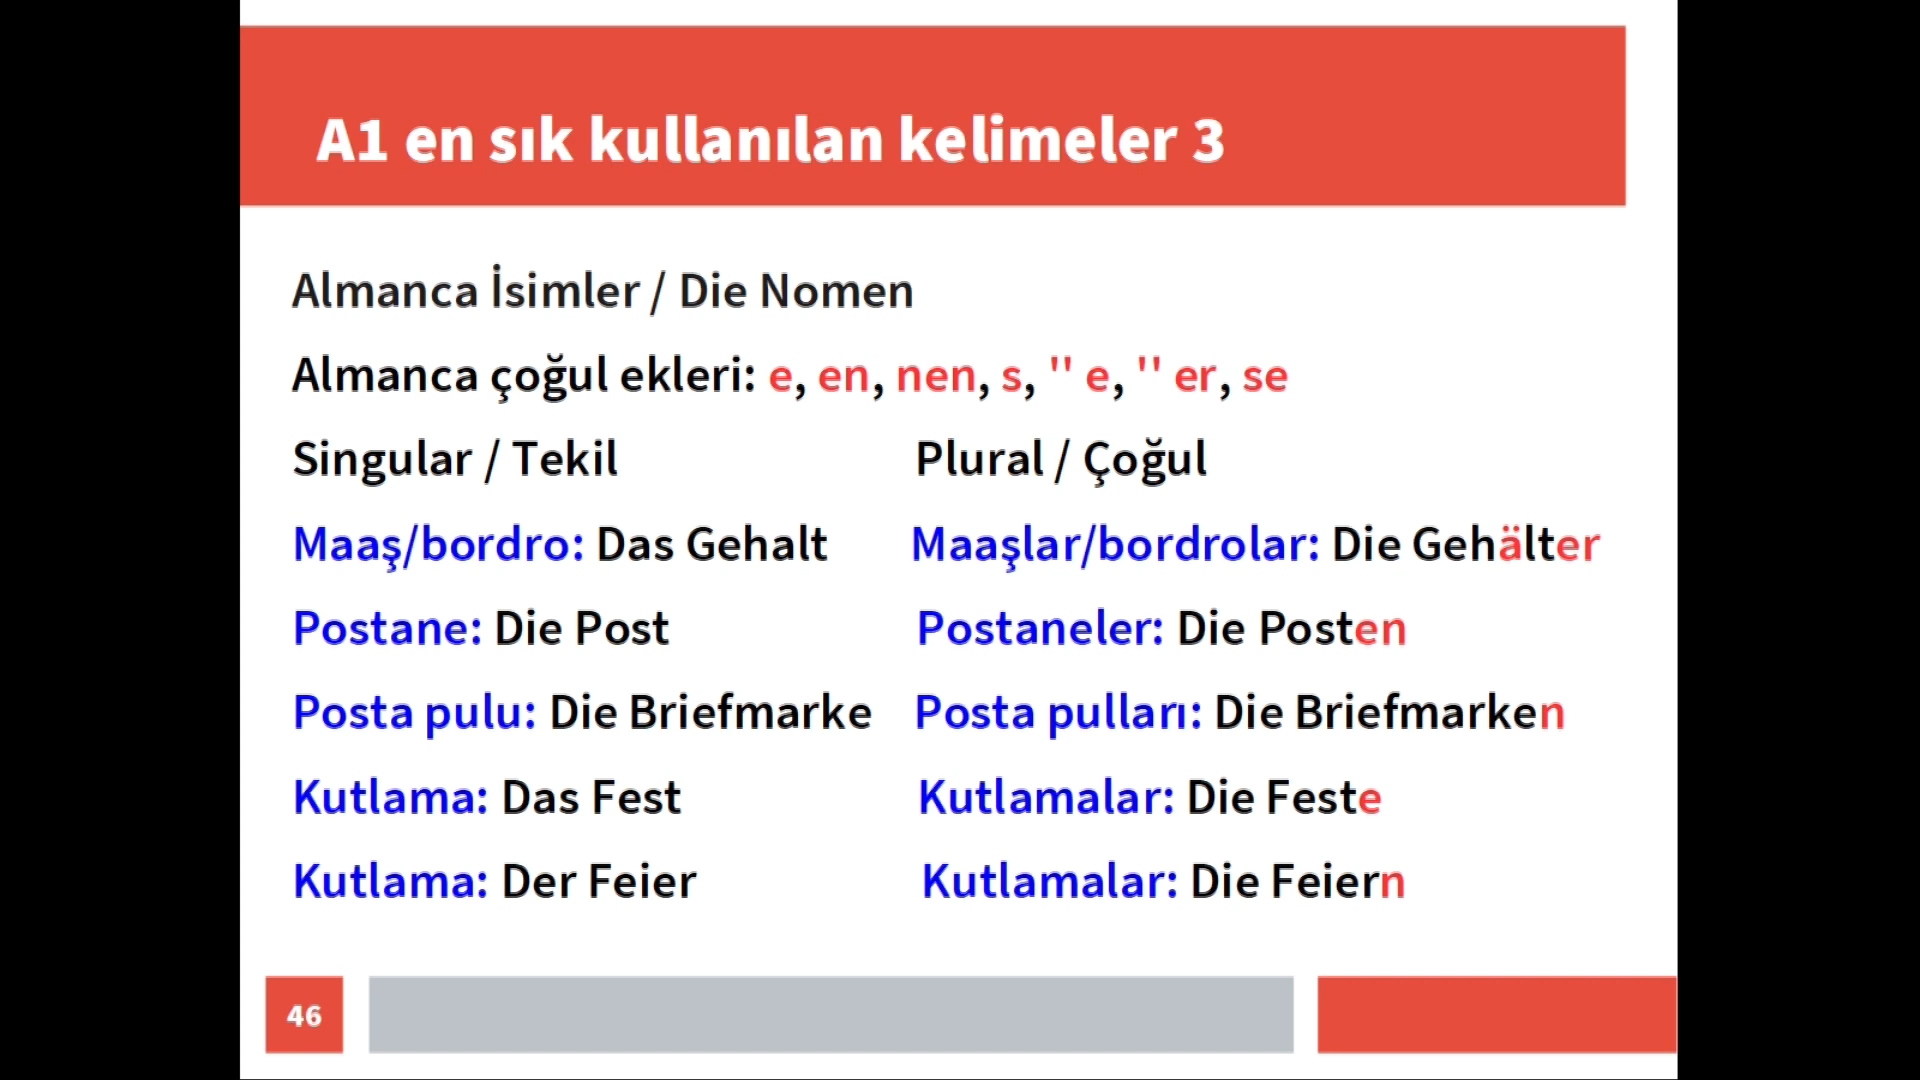 A1 en sık kullanılan kelimeler 3
Almanca İsimler / Die Nomen
Almanca çoğul ekleri: e, en, nen, s, '' e, '' er, se
Singular / Tekil Plural / Çoğul
Maaş/bordro: Das Gehalt Maaşlar/bordrolar: Die Gehälter
Postane: Die Post Postaneler: Die Posten
Posta pulu: Die Briefmarke Posta pulları: Die Briefmarken
Kutlama: Das Fest Kutlamalar: Die Feste
Kutlama: Der Feier Kutlamalar: Die Feiern
46